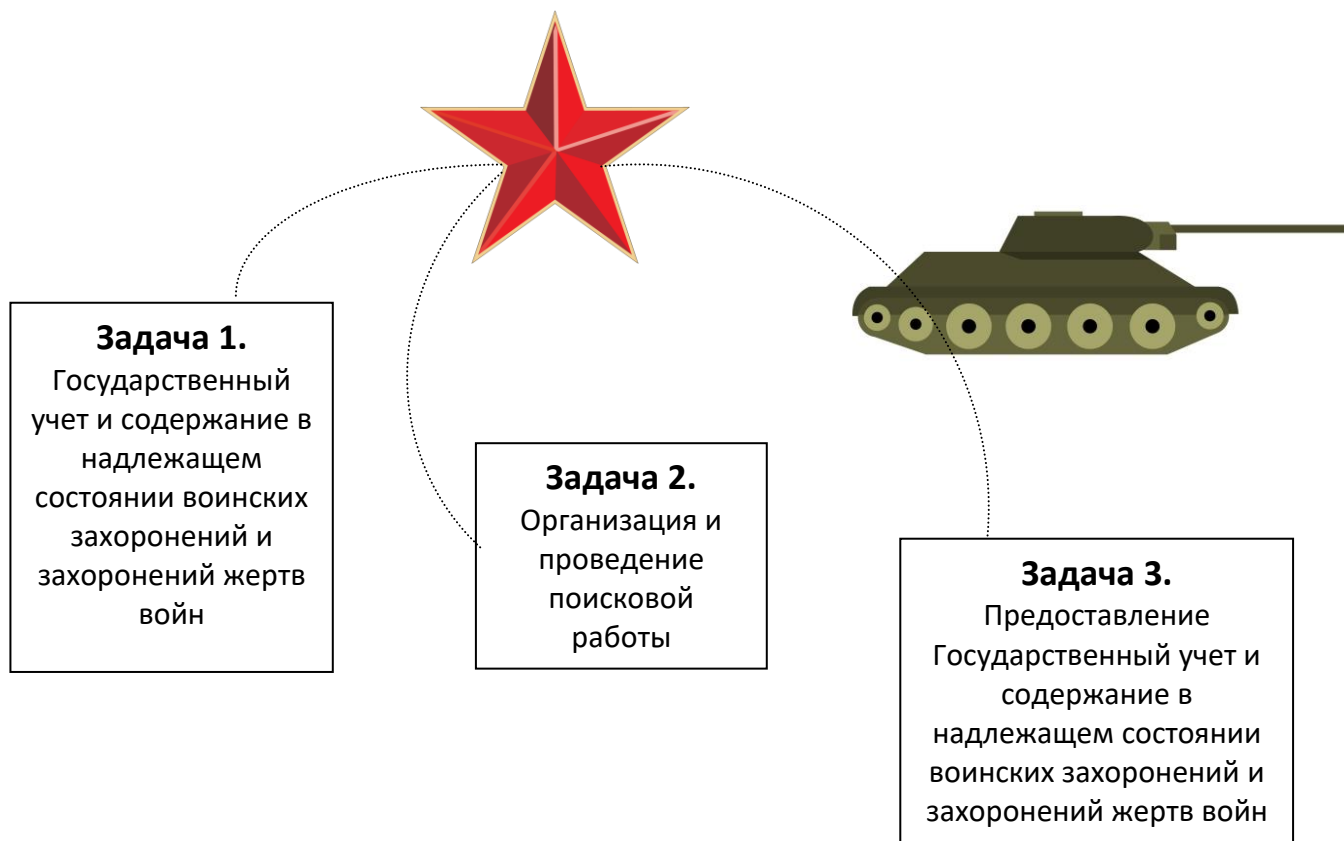 Задача 1.
Государственный
учет и содержание в
надлежащем
состоянии воинских
захоронений и
захоронений жертв
войн
Задача 2.
Организация и
проведение
поисковой
работы
Задача 3.
Предоставление
Государственный учет и
содержание в
надлежащем состоянии
воинских захоронений и
захоронений жертв войн